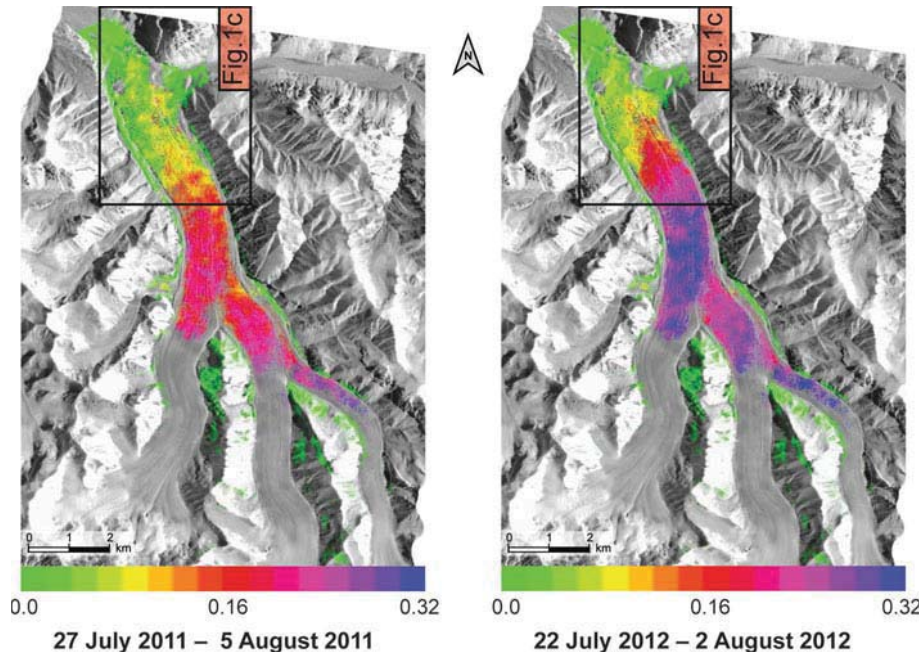 Fig.1c
N
Fig.1c
0 1 2
km
0 1 2
km
0.0 0.16 0.32
0.0 0.16 0.32
27 July 2011 – 5 August 2011
22 July 2012 – 2 August 2012